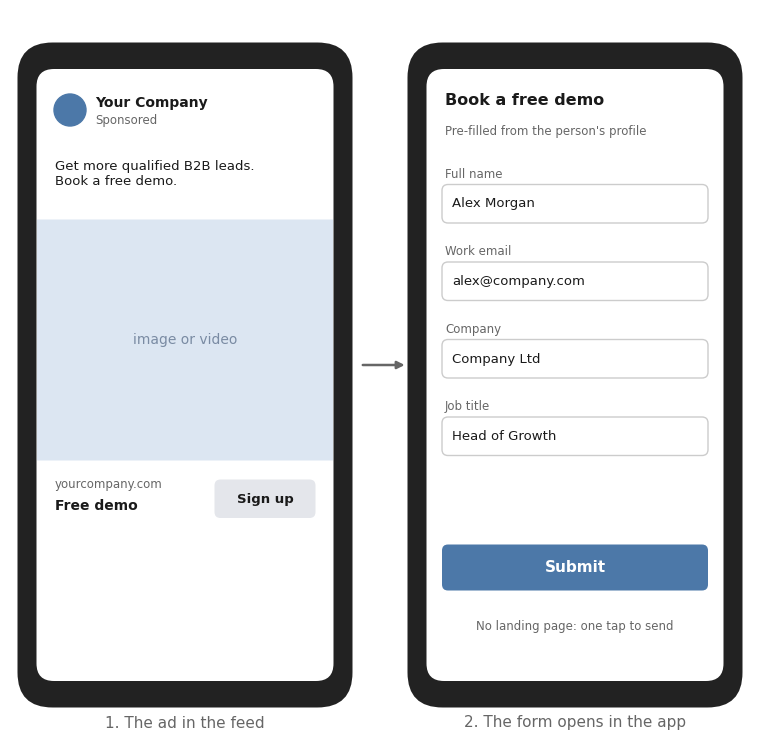 Your Company
Sponsored
Get more qualified B2B leads.
Book a free demo.
image or video
yourcompany.com
Free demo
Sign up
1. The ad in the feed
Book a free demo
Pre-filled from the person's profile
Full name
Alex Morgan
Work email
alex@company.com
Company
Company Ltd
Job title
Head of Growth
Submit
No landing page: one tap to send
2. The form opens in the app